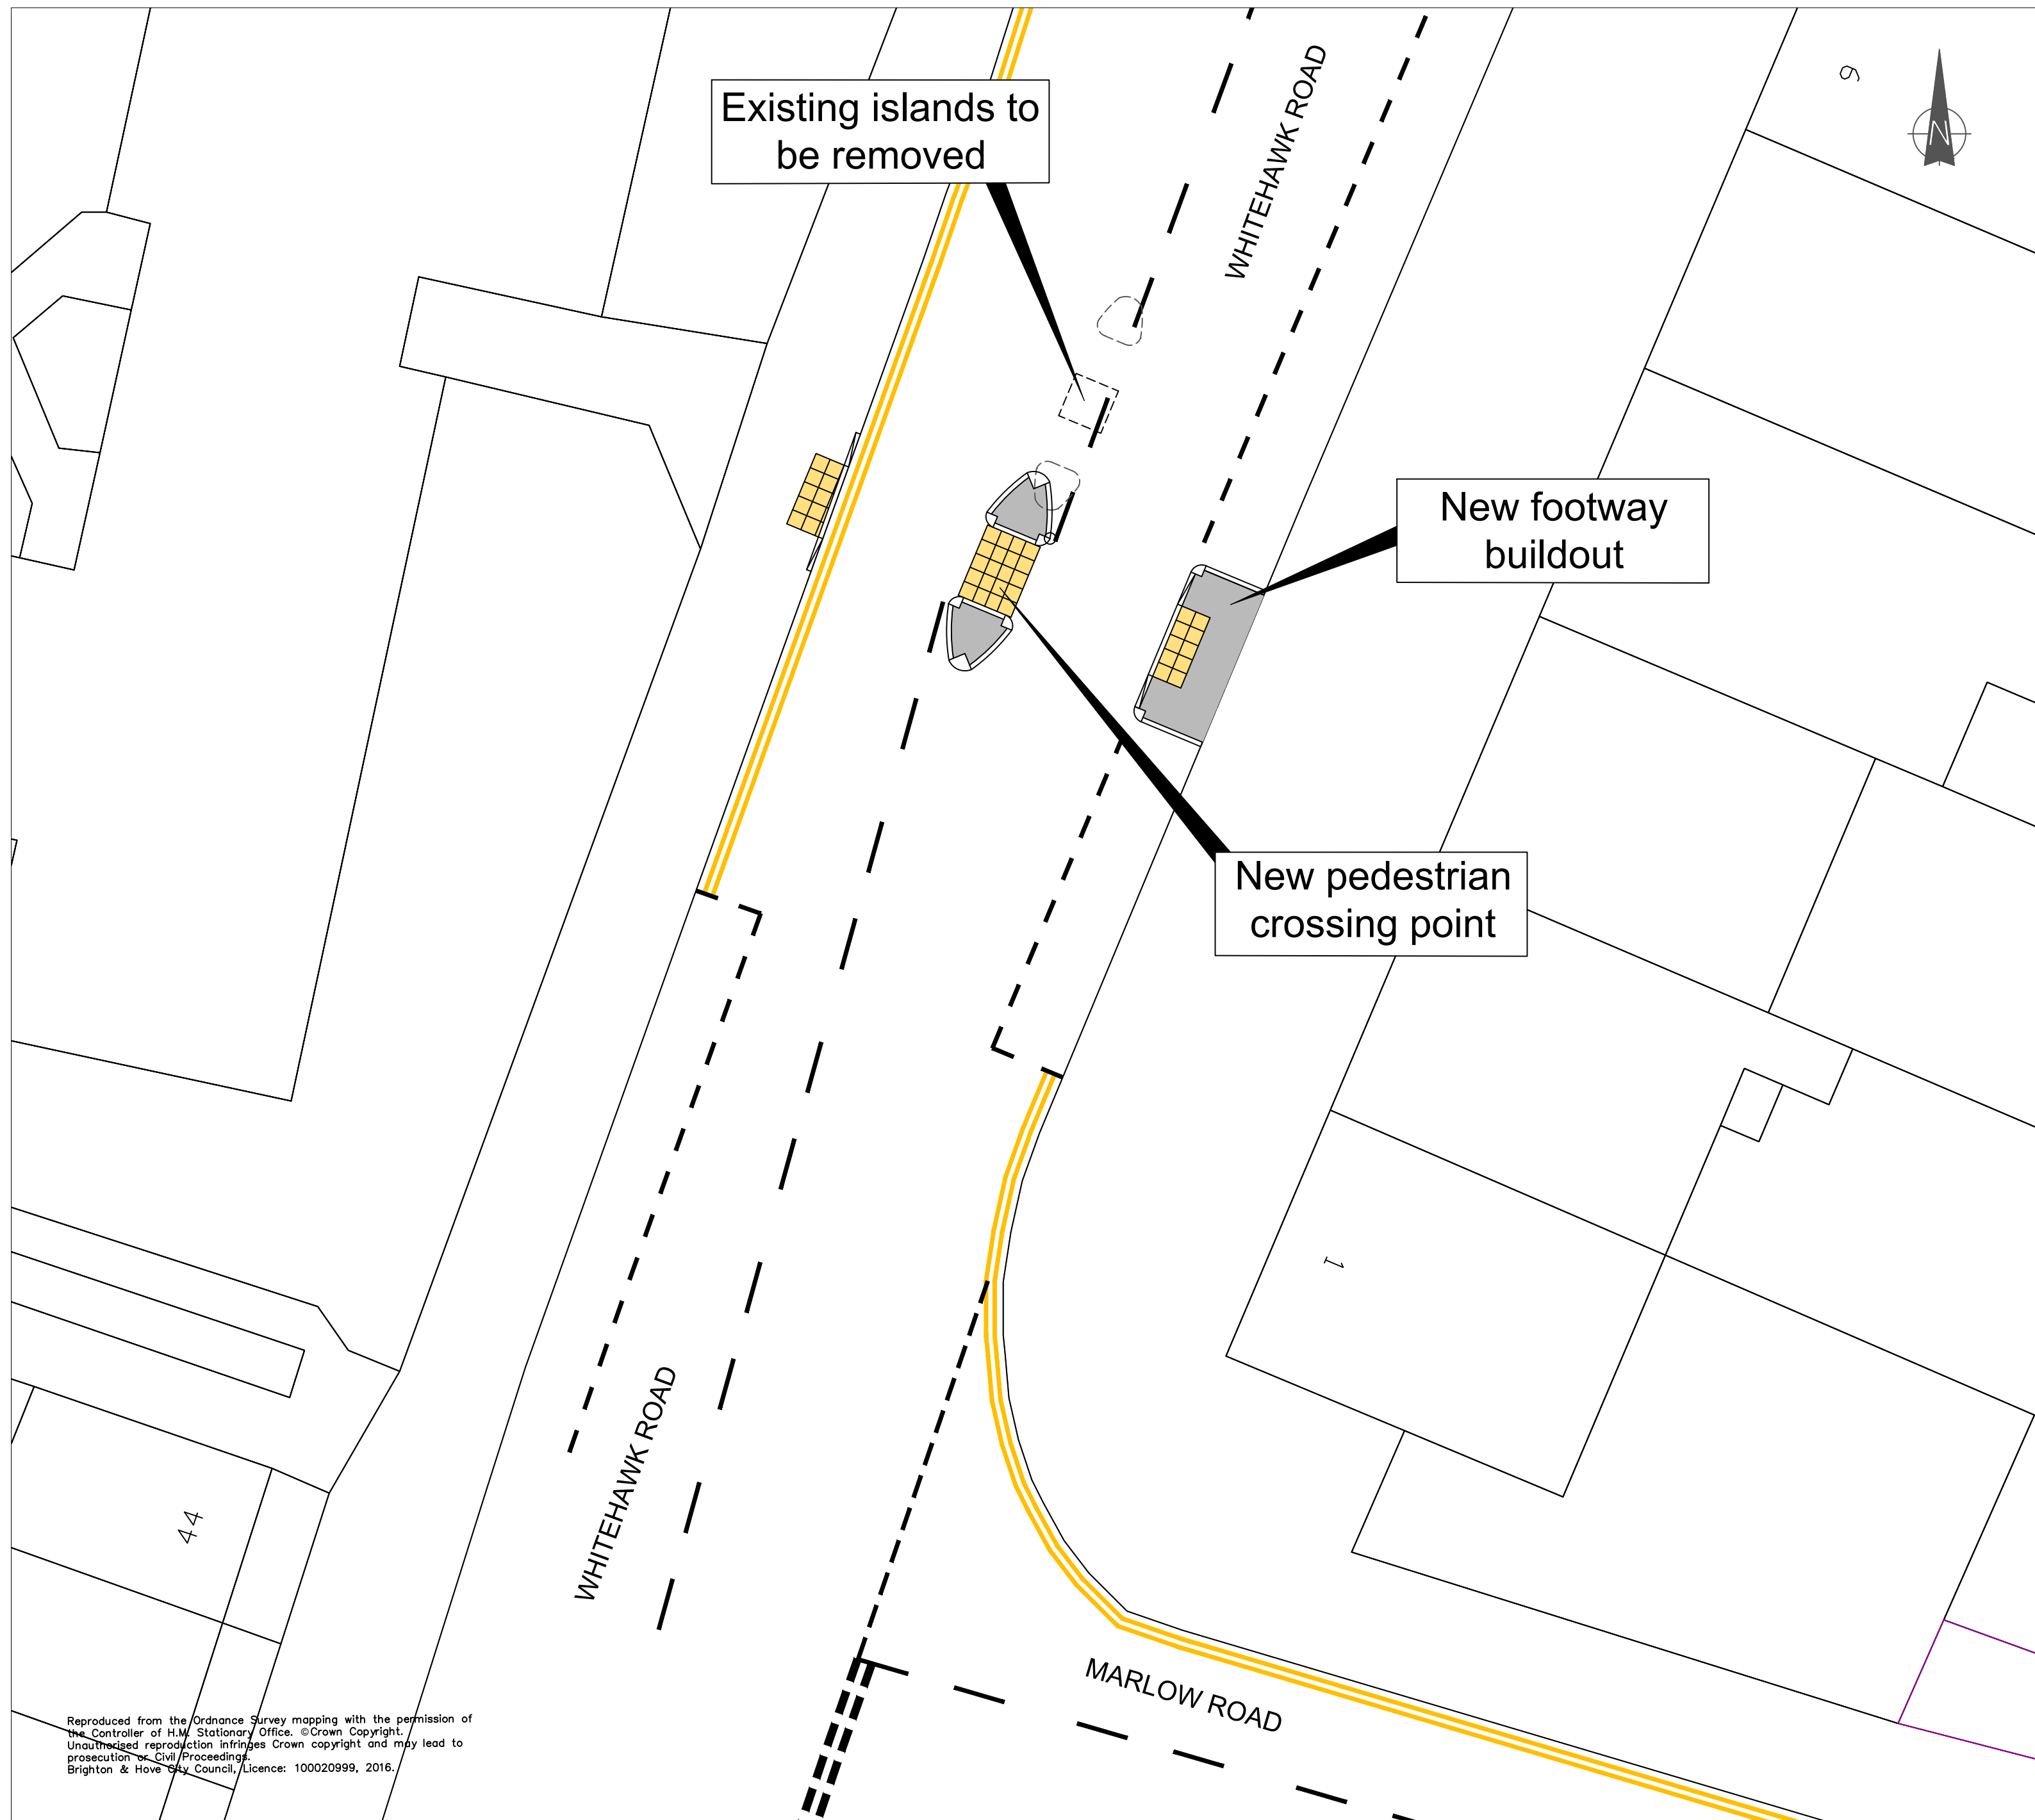 Existing islands to
be removed
WHITEHAWK ROAD
9
N
New footway
buildout
New pedestrian
crossing point
1
WHITEHAWK ROAD
44
MARLOW ROAD
Reproduced from the Ordnance Survey mapping with the permission of
the Controller of H.M. Stationary Office. ©Crown Copyright.
Unauthorised reproduction infringes Crown copyright and may lead to
prosecution or Civil Proceedings.
Brighton & Hove City Council, Licence: 100020999, 2016.